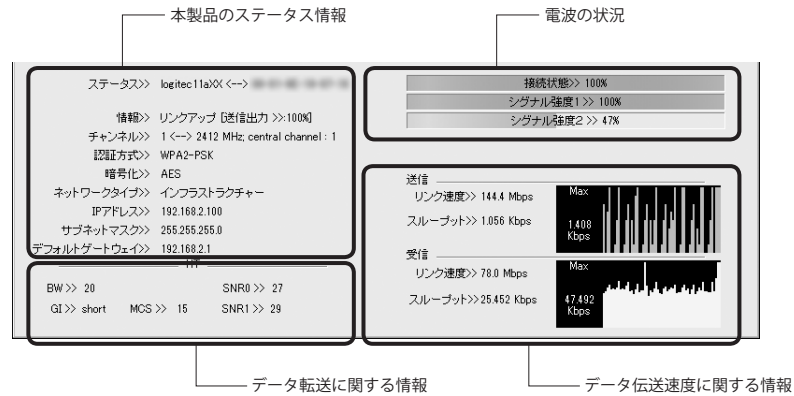 本製品のステータス情報
電波の状況
ステータス>> logitec11aXX <-->
情報>> リンクアップ [送信出力 >>:100%]
チャンネル>> 1 <--> 2412 MHz; central channel : 1
認証方式>> WPA2-PSK
暗号化>> AES
ネットワークタイプ>> インフラストラクチャー
IPアドレス>> 192.168.2.100
サブネットマスク>> 255.255.255.0
デフォルトゲートウェイ>> 192.168.2.1
接続状態>> 100%
シグナル強度1 >> 100%
シグナル強度2 >> 47%
HT
BW >> 20 SNR0 >> 27
GI >> short MCS >> 15 SNR1 >> 29
送信
リンク速度>> 144.4 Mbps
スループット>> 1.056 Kbps
Max
1.408
Kbps
受信
リンク速度>> 78.0 Mbps
スループット>> 25.452 Kbps
Max
47.492
Kbps
データ転送に関する情報
データ伝送速度に関する情報